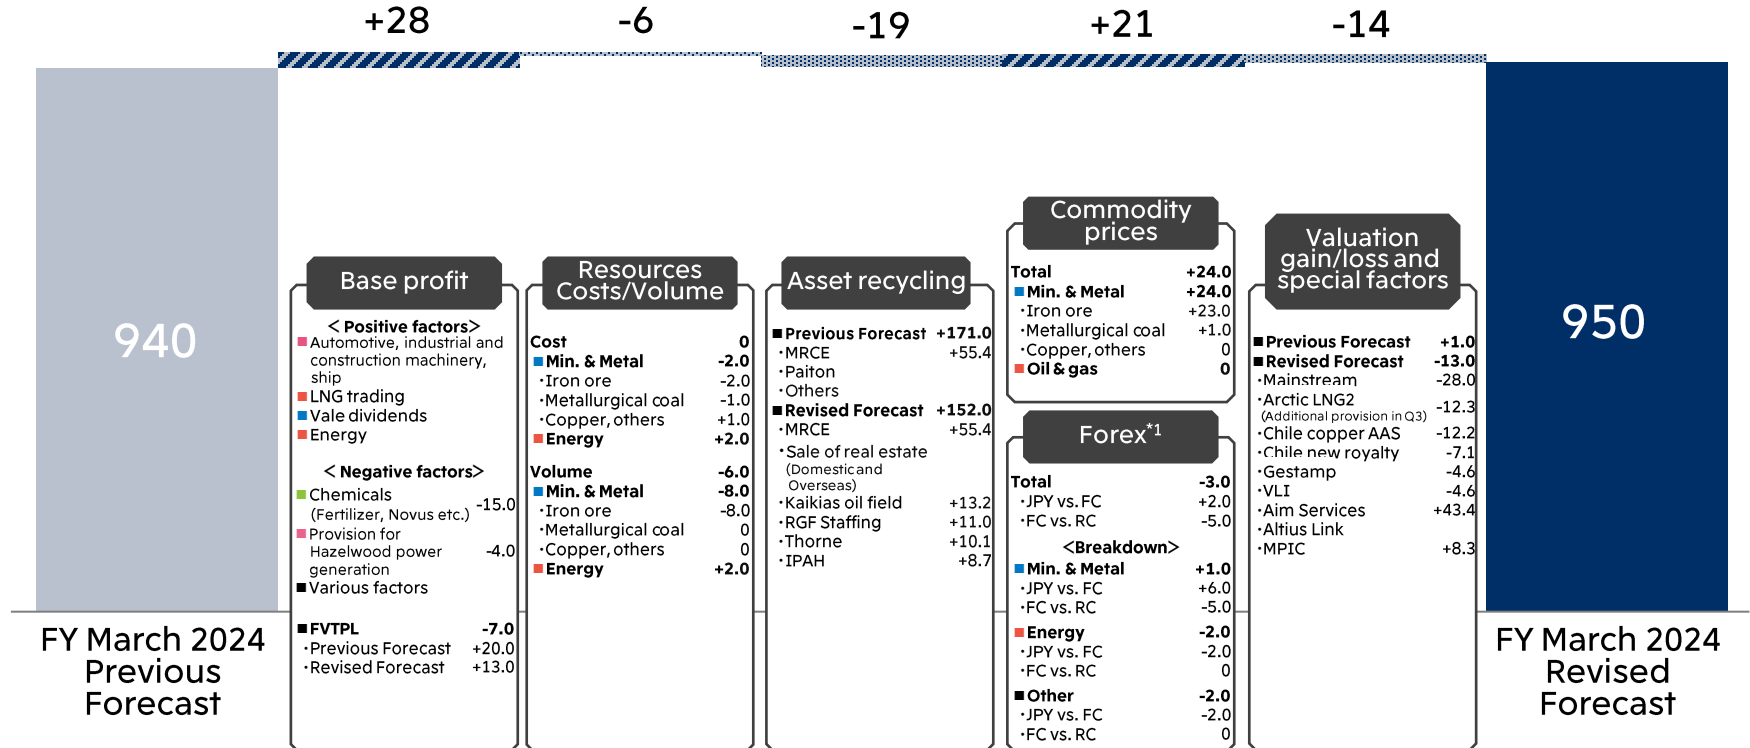 +28
-6
-19
+21
-14
940
Base profit
< Positive factors>
Automotive, industrial and
construction machinery,
ship
LNG trading
Vale dividends
Energy
< Negative factors>
Chemicals
(Fertilizer, Novus etc.) -15.0
Provision for
Hazelwood power -4.0
generation
Various factors
FVTPL -7.0
・Previous Forecast +20.0
・Revised Forecast +13.0
Resources
Costs/Volume
Cost 0
Min. & Metal -2.0
・Iron ore -2.0
・Metallurgical coal -1.0
・Copper, others +1.0
Energy +2.0
Volume -6.0
Min. & Metal -8.0
・Iron ore -8.0
・Metallurgical coal 0
・Copper, others 0
Energy +2.0
Asset recycling
Previous Forecast +171.0
・MRCE +55.4
・Paiton
・Others
Revised Forecast +152.0
・MRCE +55.4
・Sale of real estate
(Domestic and
Overseas)
・Kaikias oil field +13.2
・RGF Staffing +11.0
・Thorne +10.1
・IPAH +8.7
Commodity
prices
Total +24.0
Min. & Metal +24.0
・Iron ore +23.0
・Metallurgical coal +1.0
・Copper, others 0
Oil & gas 0
Forex*1
Total -3.0
・JPY vs. FC +2.0
・FC vs. RC -5.0
<Breakdown>
Min. & Metal +1.0
・JPY vs. FC +6.0
・FC vs. RC -5.0
Energy -2.0
・JPY vs. FC -2.0
・FC vs. RC 0
Other -2.0
・JPY vs. FC -2.0
・FC vs. RC 0
Valuation
gain/loss and
special factors
Previous Forecast +1.0
Revised Forecast -13.0
・Mainstream -28.0
・Arctic LNG2 -12.3
(Additional provision in Q3)
・Chile copper AAS -12.2
・Chile new royalty -7.1
・Gestamp -4.6
・VLI -4.6
・Aim Services +43.4
・Altius Link
・MPIC +8.3
950
FY March 2024
Previous
Forecast
FY March 2024
Revised
Forecast